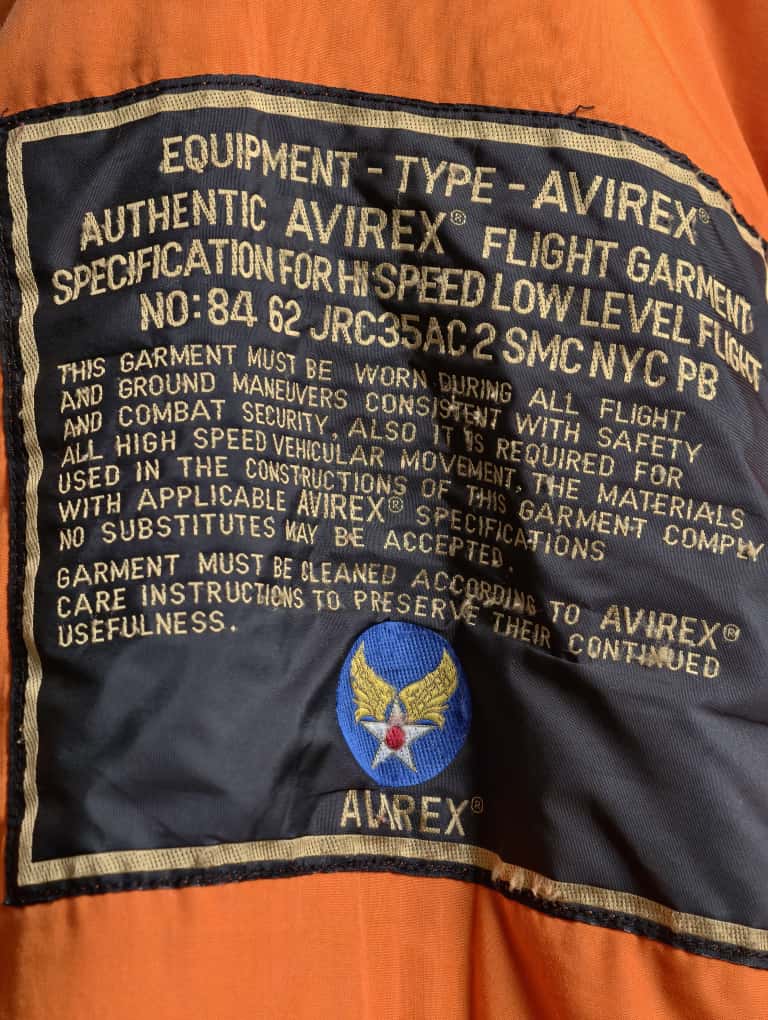 EQUIPMENT - TYPE - AVIREX®
AUTHENTIC AVIREX® FLIGHT GARMENT
SPECIFICATION FOR HI SPEED LOW LEVEL FLIGHT
NO: 84 62 JRC35AC2 SMC NYC PB
THIS GARMENT MUST BE WORN DURING ALL FLIGHT
AND GROUND MANEUVERS CONSISTENT WITH SAFETY
AND COMBAT SECURITY, ALSO IT IS REQUIRED FOR
ALL HIGH SPEED VEHICULAR MOVEMENT, THE MATERIALS
USED IN THE CONSTRUCTIONS OF THIS GARMENT COMPLY
WITH APPLICABLE AVIREX® SPECIFICATIONS
NO SUBSTITUTES MAY BE ACCEPTED.
GARMENT MUST BE CLEANED ACCORDING TO AVIREX®
CARE INSTRUCTIONS TO PRESERVE THEIR CONTINUED
USEFULNESS.
AVIREX®